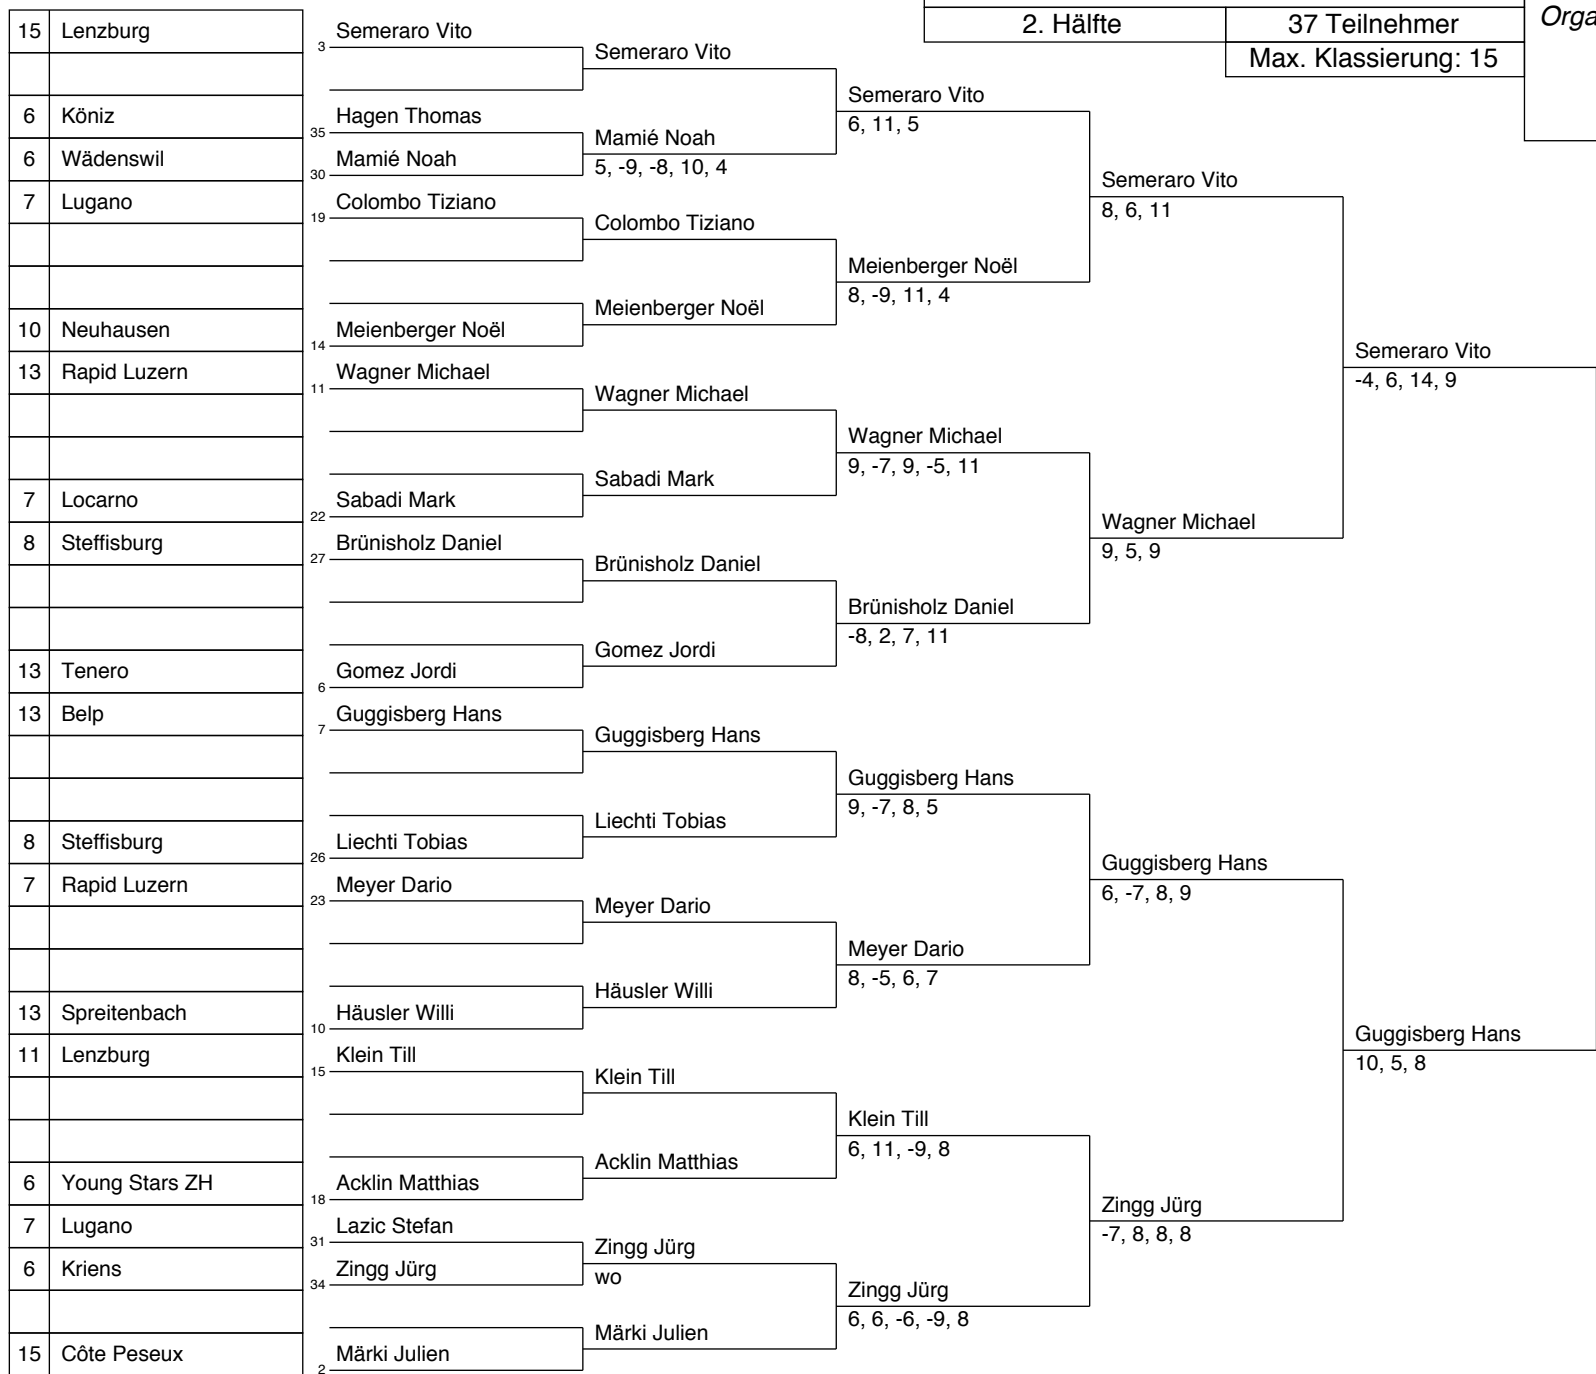 2. Hälfte 37 Teilnehmer Orga
Max. Klassierung: 15
15 Lenzburg 3 Semeraro Vito
6 Köniz 35 Hagen Thomas
6 Wädenswil 30 Mamié Noah
7 Lugano 19 Colombo Tiziano
10 Neuhausen 14 Meienberger Noël
13 Rapid Luzern 11 Wagner Michael
7 Locarno 22 Sabadi Mark
8 Steffisburg 27 Brünisholz Daniel
13 Tenero 6 Gomez Jordi
13 Belp 7 Guggisberg Hans
8 Steffisburg 26 Liechti Tobias
7 Rapid Luzern 23 Meyer Dario
13 Spreitenbach 10 Häusler Willi
11 Lenzburg 15 Klein Till
6 Young Stars ZH 18 Acklin Matthias
7 Lugano 31 Lazic Stefan
6 Kriens 34 Zingg Jürg
15 Côte Peseux 2 Märki Julien
Semeraro Vito
Mamié Noah
5, -9, -8, 10, 4
Colombo Tiziano
Meienberger Noël
Wagner Michael
Sabadi Mark
Brünisholz Daniel
Gomez Jordi
Guggisberg Hans
Liechti Tobias
Meyer Dario
Häusler Willi
Klein Till
Acklin Matthias
Zingg Jürg
wo
Märki Julien
Semeraro Vito
6, 11, 5
Meienberger Noël
8, -9, 11, 4
Wagner Michael
9, -7, 9, -5, 11
Brünisholz Daniel
-8, 2, 7, 11
Guggisberg Hans
9, -7, 8, 5
Meyer Dario
8, -5, 6, 7
Klein Till
6, 11, -9, 8
Zingg Jürg
6, 6, -6, -9, 8
Semeraro Vito
8, 6, 11
Wagner Michael
9, 5, 9
Guggisberg Hans
6, -7, 8, 9
Zingg Jürg
-7, 8, 8, 8
Semeraro Vito
-4, 6, 14, 9
Guggisberg Hans
10, 5, 8